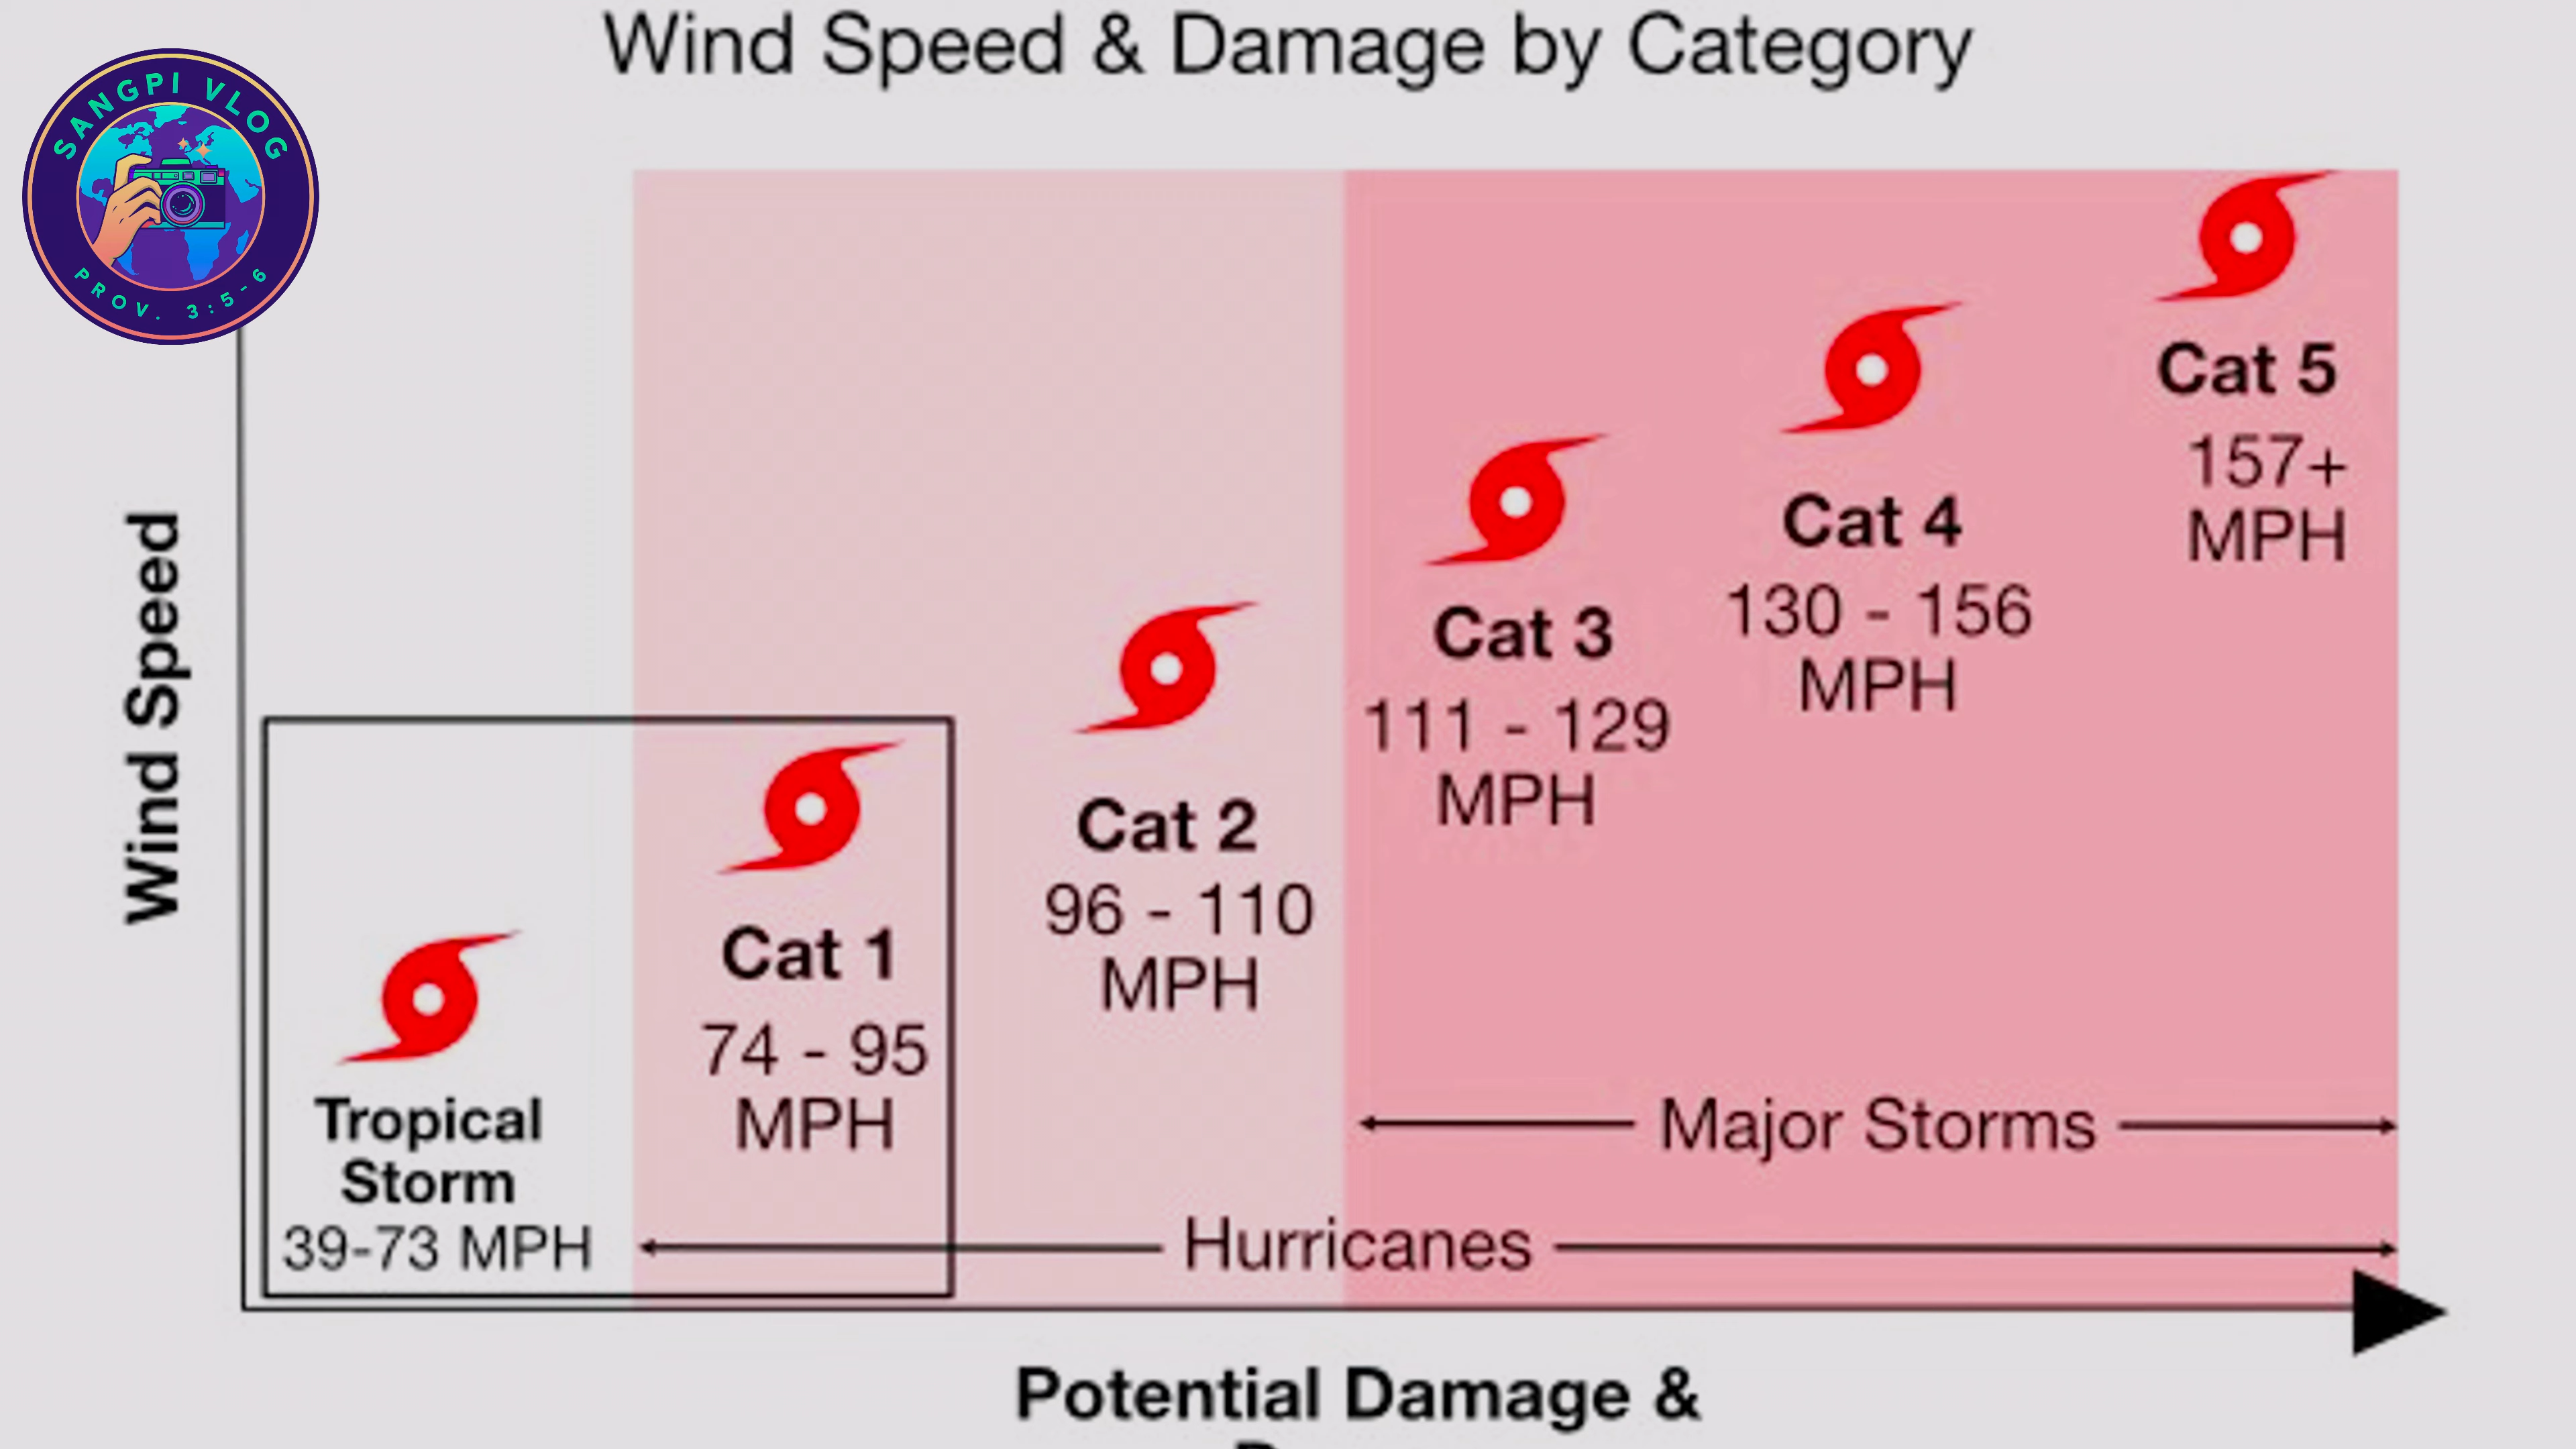 Wind Speed & Damage by Category
SANGPI VLOG
PROV. 3:5-6
Wind Speed
Cat 5
157+
MPH
Cat 4
130 - 156
MPH
Cat 3
111 - 129
MPH
Cat 2
96 - 110
MPH
Cat 1
74 - 95
MPH
Tropical
Storm
39-73 MPH
Major Storms
Hurricanes
Potential Damage &